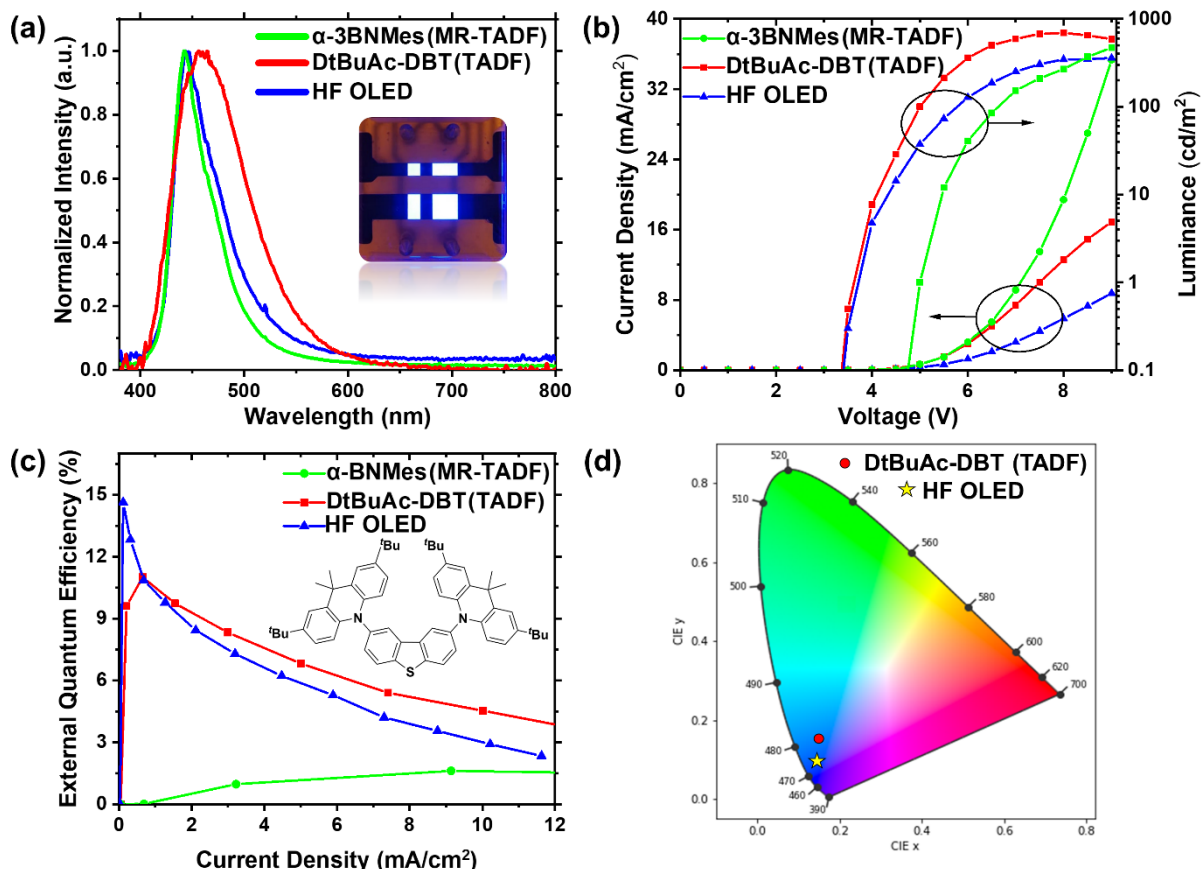 (a)
α-3BNMes(MR-TADF)
DtBuAc-DBT(TADF)
HF OLED
Normalized Intensity (a.u.)
1.0
0.8
0.6
0.4
0.2
0.0
400 500 600 700 800
Wavelength (nm)
(b)
α-3BNMes(MR-TADF)
DtBuAc-DBT(TADF)
HF OLED
Current Density (mA/cm²)
40
32
24
16
8
0
0 2 4 6 8
Voltage (V)
1000
100
10
1
0.1
Luminance (cd/m²)
(c)
α-BNMes(MR-TADF)
DtBuAc-DBT(TADF)
HF OLED
External Quantum Efficiency (%)
15
12
9
6
3
0
0 2 4 6 8 10 12
Current Density (mA/cm²)
tBu
tBu
tBu
tBu
N
N
S
(d)
DtBuAc-DBT (TADF)
HF OLED
CIE y
0.8
0.6
0.4
0.2
0.0
0.0 0.2 0.4 0.6 0.8
CIE x
520
510
540
560
500
580
600
620
700
490
480
470
460
390